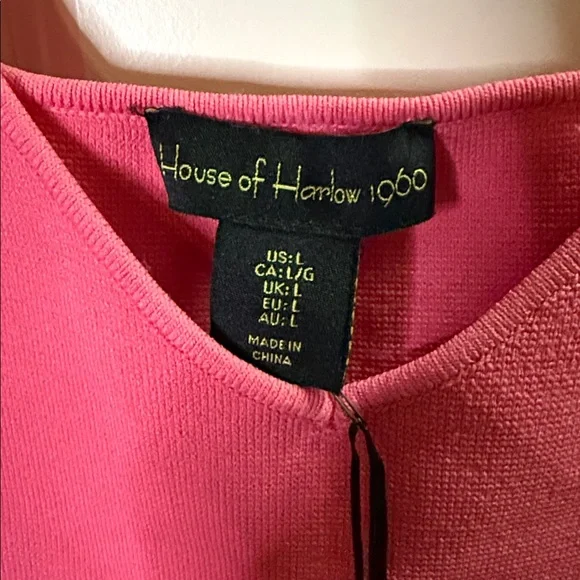 House of Harlow 1960
US: L
CA: L/G
UK: L
EU: L
AU: L
MADE IN
CHINA